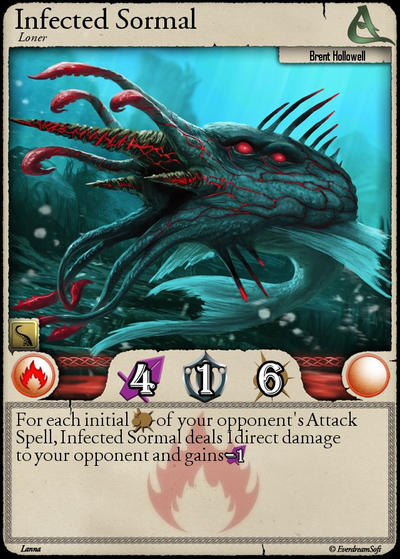 Infected Sormal
Loner
Brent Hollowell
4 1 6
For each initial of your opponent's Attack
Spell, Infected Sormal deals 1 direct damage
to your opponent and gains -1
Lanna © EverdreamSoft